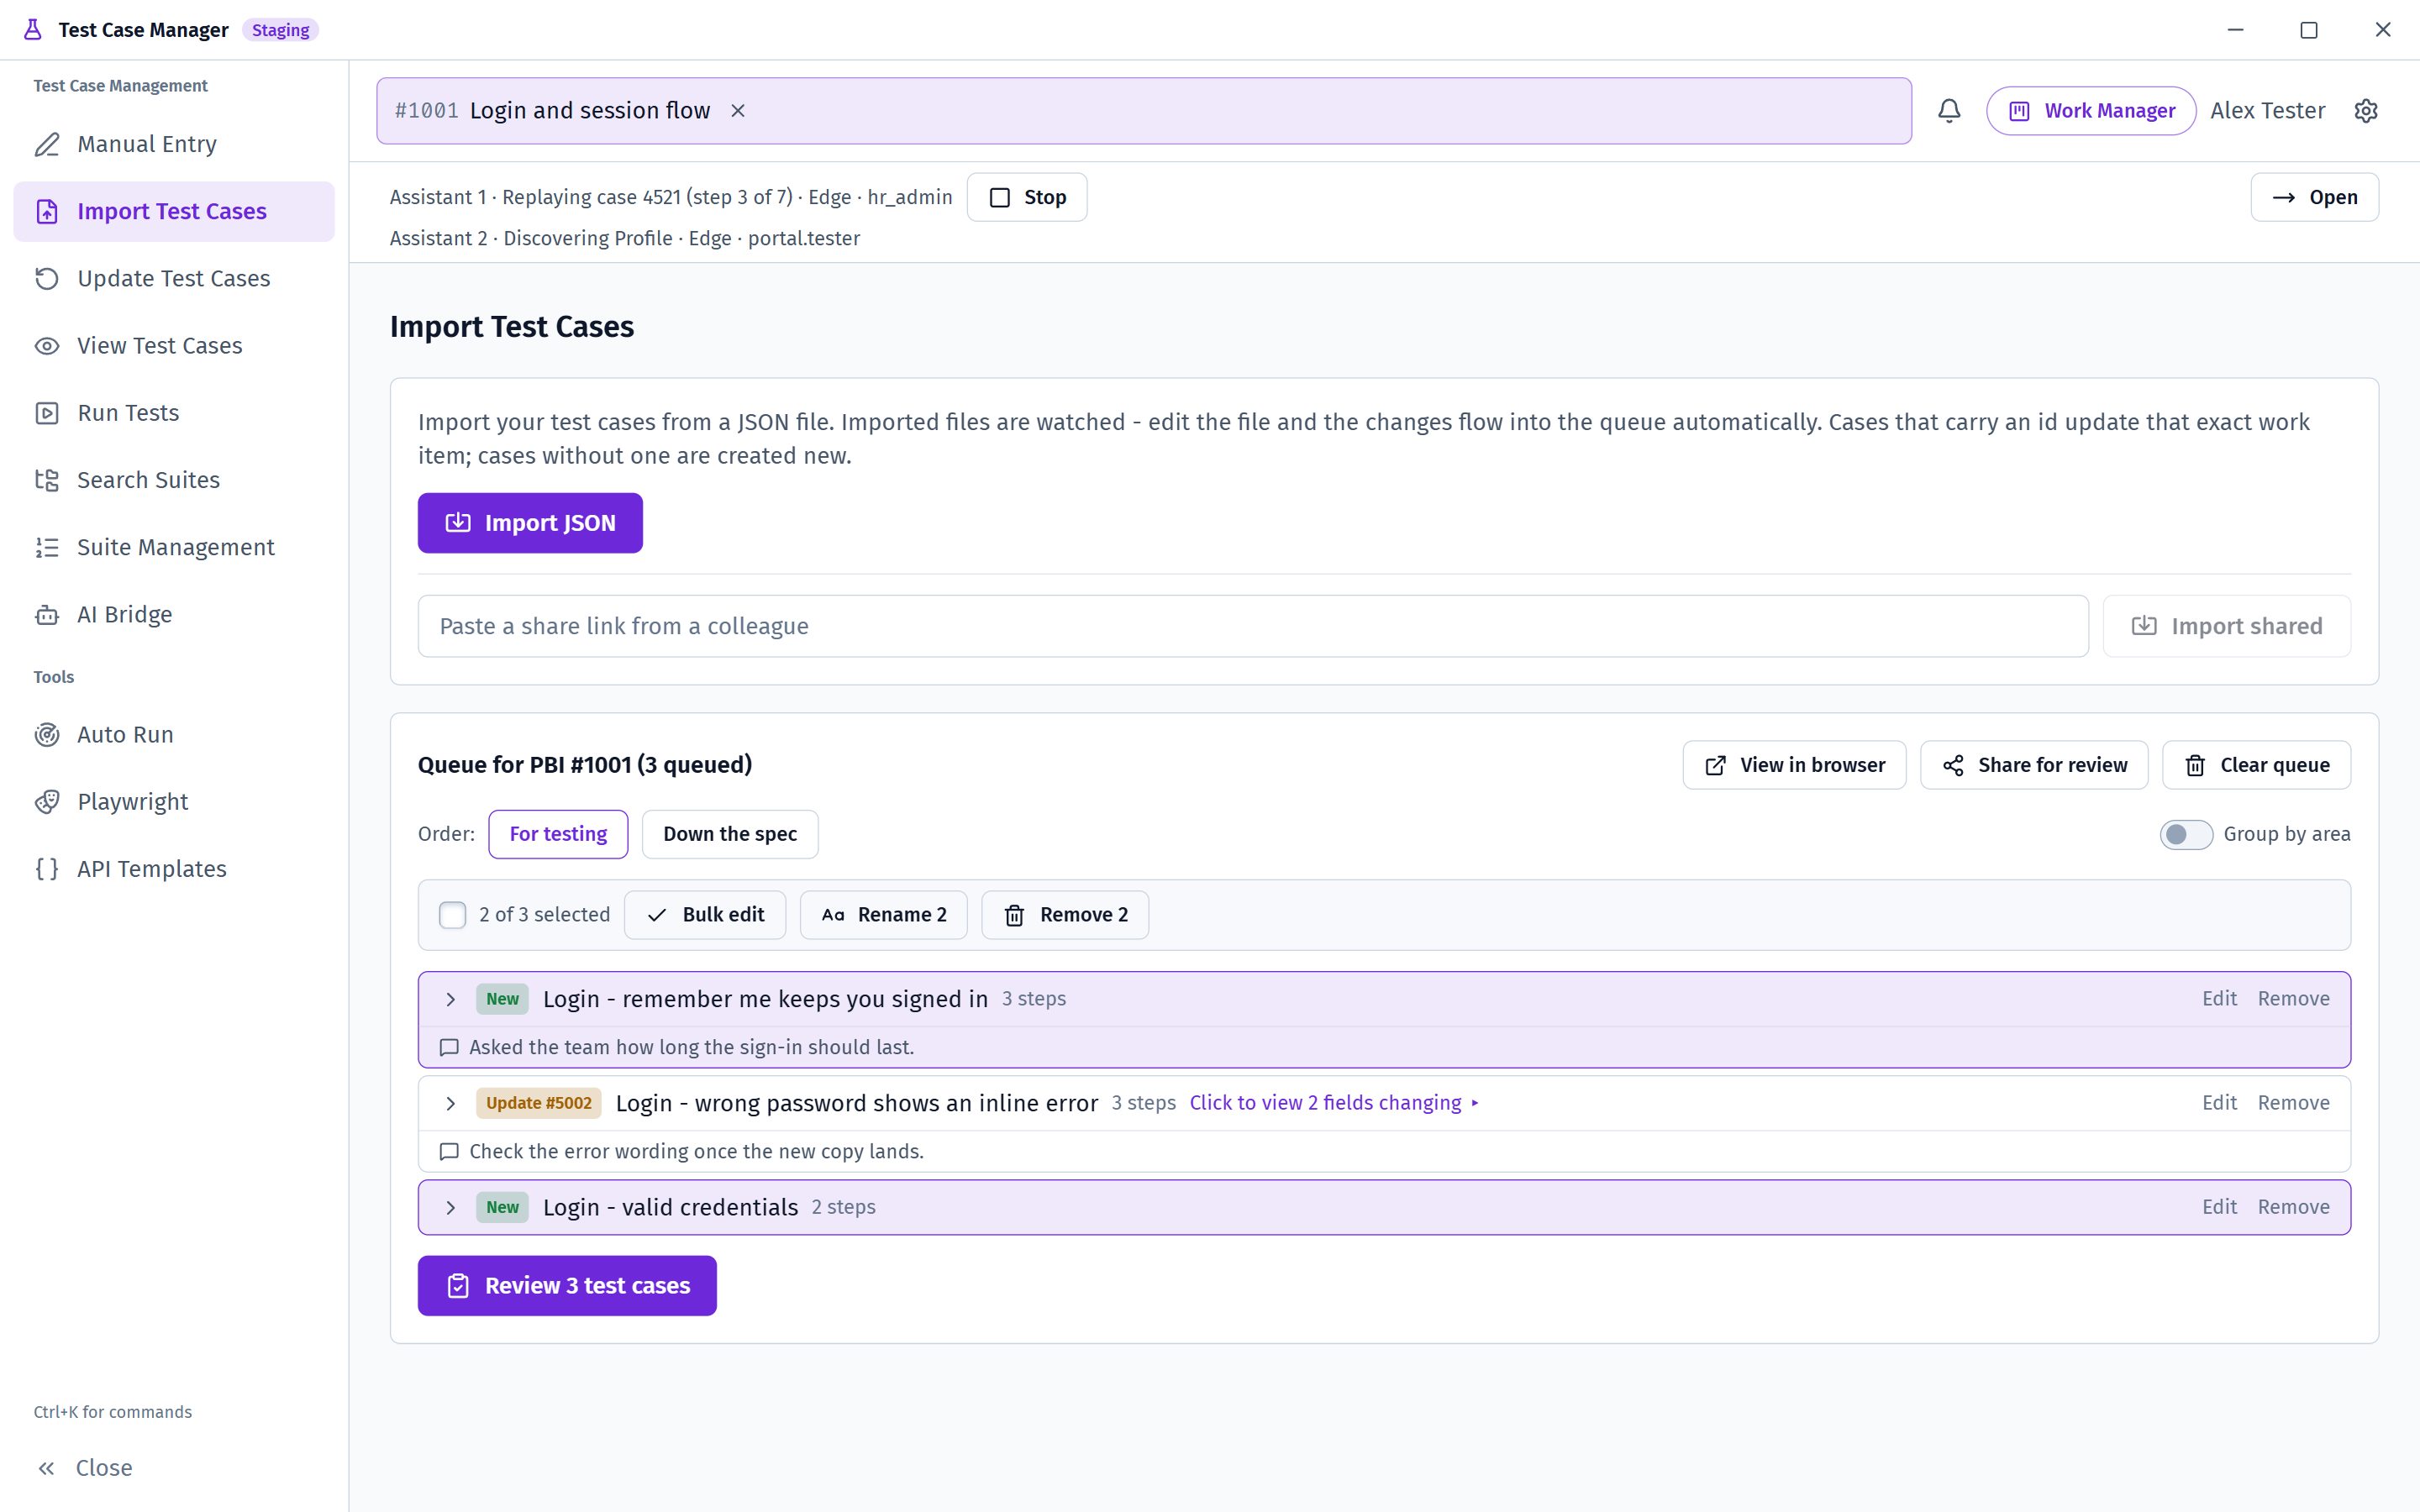 Test Case Manager Staging
Test Case Management
Manual Entry
Import Test Cases
Update Test Cases
View Test Cases
Run Tests
Search Suites
Suite Management
AI Bridge
Tools
Auto Run
Playwright
API Templates
Ctrl+K for commands
Close
#1001 Login and session flow
Work Manager
Alex Tester
Assistant 1 · Replaying case 4521 (step 3 of 7) · Edge · hr_admin
Stop
Open
Assistant 2 · Discovering Profile · Edge · portal.tester
Import Test Cases
Import your test cases from a JSON file. Imported files are watched - edit the file and the changes flow into the queue automatically. Cases that carry an id update that exact work
item; cases without one are created new.
Import JSON
Paste a share link from a colleague
Import shared
Queue for PBI #1001 (3 queued)
View in browser
Share for review
Clear queue
Order: For testing Down the spec
Group by area
2 of 3 selected Bulk edit Aa Rename 2 Remove 2
New Login - remember me keeps you signed in 3 steps Edit Remove
Asked the team how long the sign-in should last.
Update #5002 Login - wrong password shows an inline error 3 steps Click to view 2 fields changing Edit Remove
Check the error wording once the new copy lands.
New Login - valid credentials 2 steps Edit Remove
Review 3 test cases